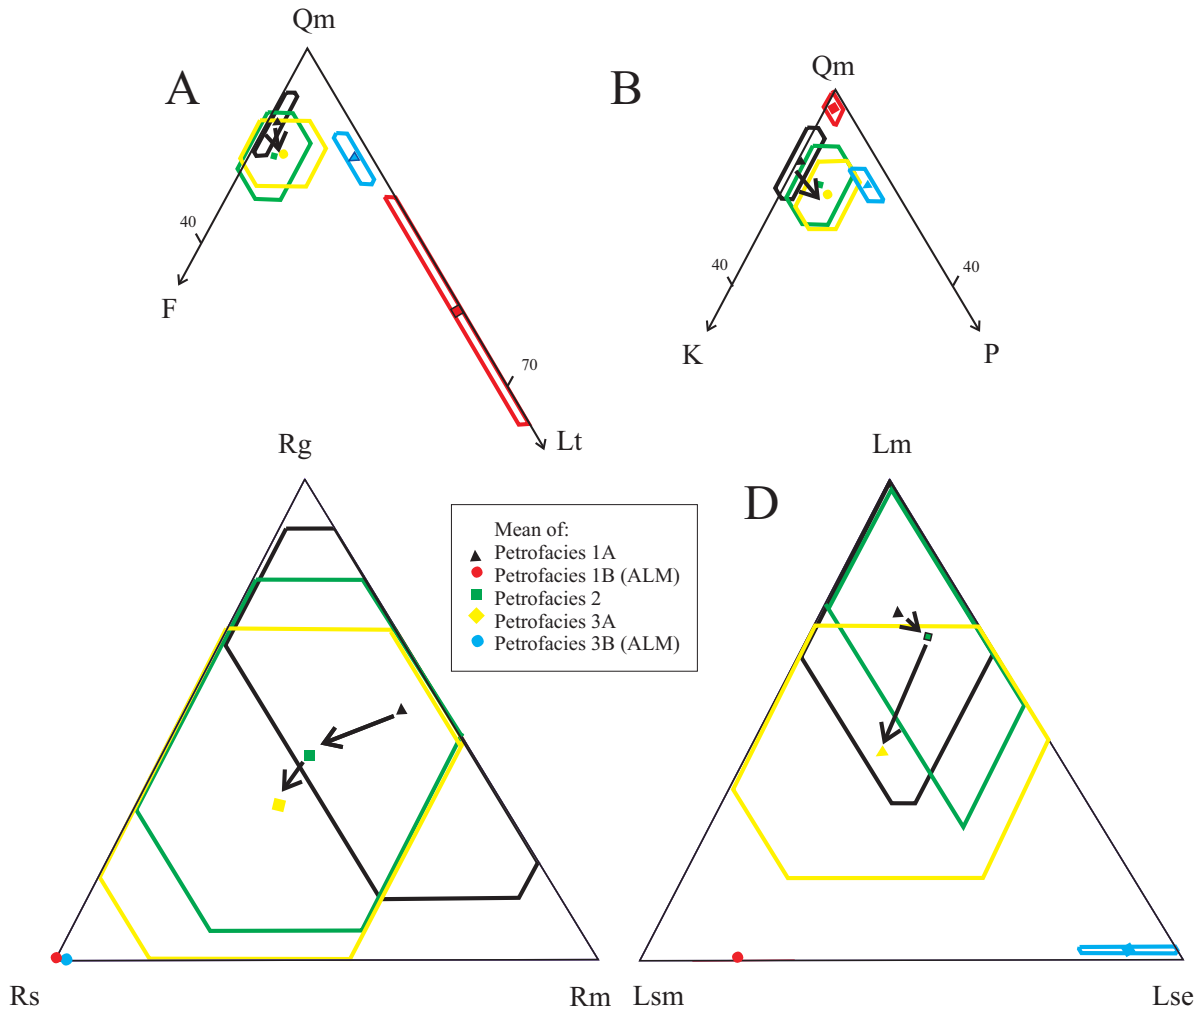 Qm
A
40
F
70
Lt
Qm
B
40
K
40
P
Rg
Rs
Rm
Mean of:
Petrofacies 1A
Petrofacies 1B (ALM)
Petrofacies 2
Petrofacies 3A
Petrofacies 3B (ALM)
Lm
D
Lsm
Lse